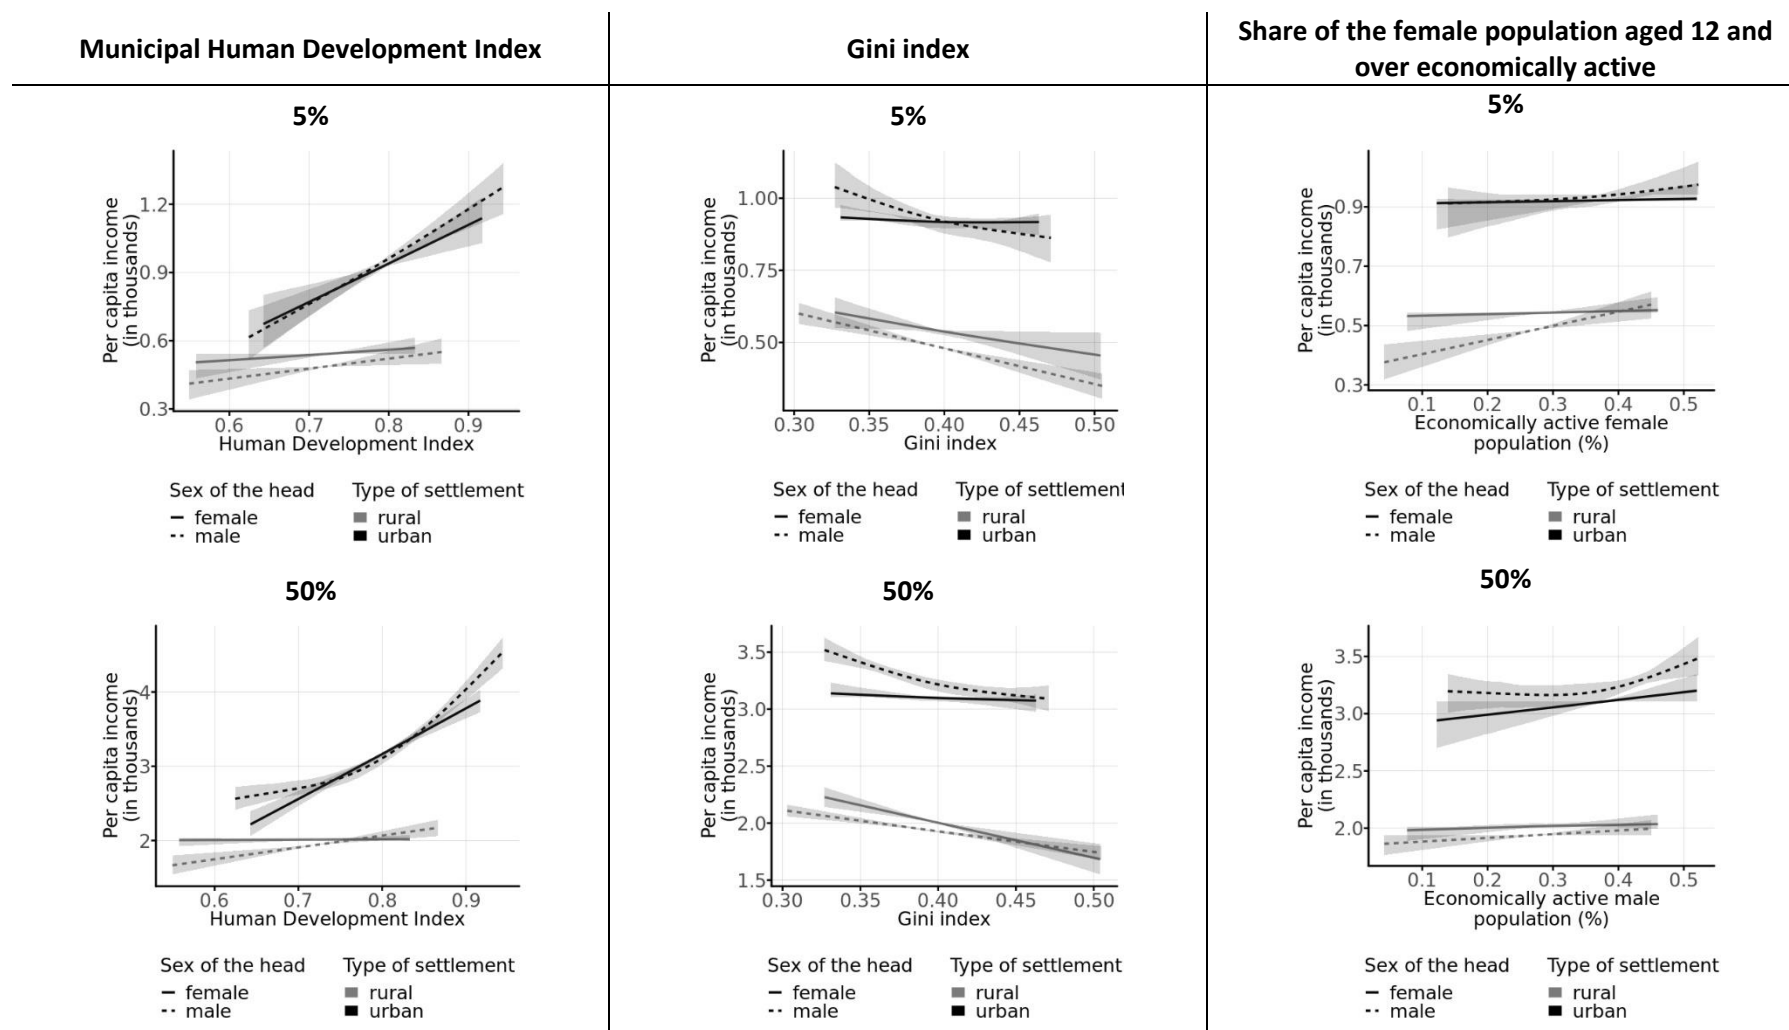 Municipal Human Development Index
Gini index
Share of the female population aged 12 and
over economically active
5%
Per capita income
(in thousands)
1.2
0.9
0.6
0.3
0.6 0.7 0.8 0.9
Human Development Index
Sex of the head
female
male
Type of settlement
rural
urban
5%
Per capita income
(in thousands)
1.00
0.75
0.50
0.30 0.35 0.40 0.45 0.50
Gini index
Sex of the head
female
male
Type of settlement
rural
urban
5%
Per capita income
(in thousands)
0.9
0.7
0.5
0.3
0.1 0.2 0.3 0.4 0.5
Economically active female
population (%)
Sex of the head
female
male
Type of settlement
rural
urban
50%
Per capita income
(in thousands)
4
3
2
0.6 0.7 0.8 0.9
Human Development Index
Sex of the head
female
male
Type of settlement
rural
urban
50%
Per capita income
(in thousands)
3.5
3.0
2.5
2.0
1.5
0.30 0.35 0.40 0.45 0.50
Gini index
Sex of the head
female
male
Type of settlement
rural
urban
50%
Per capita income
(in thousands)
3.5
3.0
2.5
2.0
0.1 0.2 0.3 0.4 0.5
Economically active male
population (%)
Sex of the head
female
male
Type of settlement
rural
urban